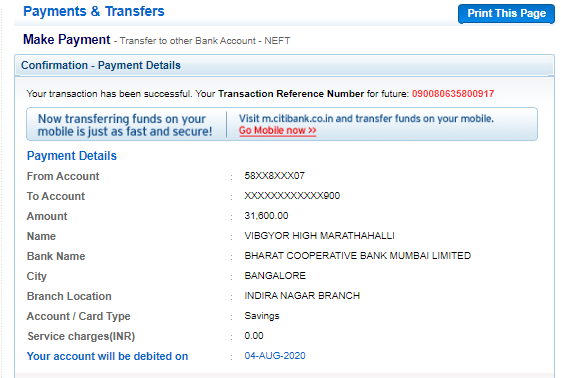 Payments & Transfers
Print This Page
Make Payment - Transfer to other Bank Account - NEFT
Confirmation - Payment Details
Your transaction has been successful. Your Transaction Reference Number for future: 090080635800917
Now transferring funds on your
mobile is just as fast and secure!
Visit m.citibank.co.in and transfer funds on your mobile.
Go Mobile now >>
Payment Details
From Account : 58XX8XXX07
To Account : XXXXXXXXXXXX900
Amount : 31,600.00
Name : VIBGYOR HIGH MARATHAHALLI
Bank Name : BHARAT COOPERATIVE BANK MUMBAI LIMITED
City : BANGALORE
Branch Location : INDIRA NAGAR BRANCH
Account / Card Type : Savings
Service charges(INR) : 0.00
Your account will be debited on : 04-AUG-2020